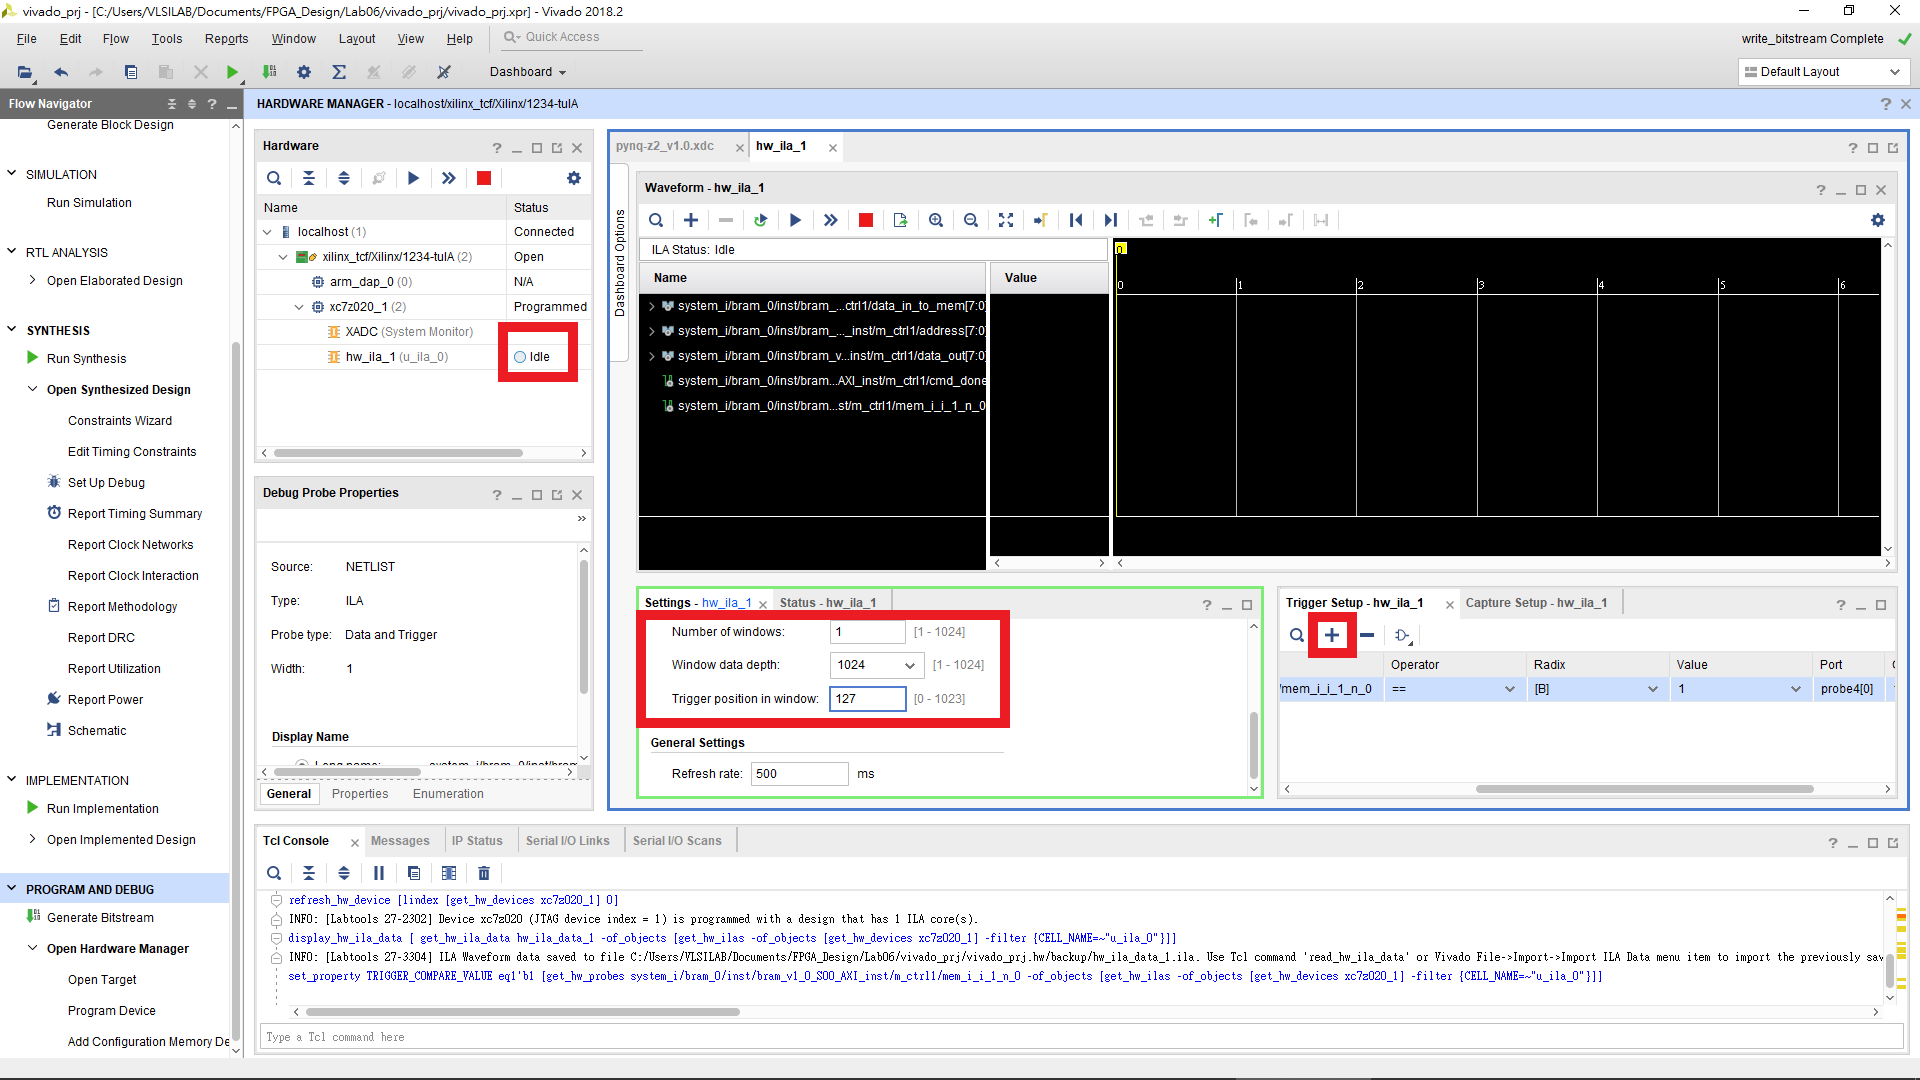 vivado_prj - [C:/Users/VLSILAB/Documents/FPGA_Design/Lab06/vivado_prj/vivado_prj.xpr] - Vivado 2018.2
File Edit Flow Tools Reports Window Layout View Help Quick Access
write_bitstream Complete
Dashboard
Default Layout
Flow Navigator
Generate Block Design
SIMULATION
Run Simulation
RTL ANALYSIS
Open Elaborated Design
SYNTHESIS
Run Synthesis
Open Synthesized Design
Constraints Wizard
Edit Timing Constraints
Set Up Debug
Report Timing Summary
Report Clock Networks
Report Clock Interaction
Report Methodology
Report DRC
Report Utilization
Report Power
Schematic
IMPLEMENTATION
Run Implementation
Open Implemented Design
PROGRAM AND DEBUG
Generate Bitstream
Open Hardware Manager
Open Target
Program Device
Add Configuration Memory De
HARDWARE MANAGER - localhost/xilinx_tcf/Xilinx/1234-tulA
Hardware
Name Status
localhost (1) Connected
xilinx_tcf/Xilinx/1234-tulA (2) Open
arm_dap_0 (0) N/A
xc7z020_1 (2) Programmed
XADC (System Monitor)
hw_ila_1 (u_ila_0) Idle
Debug Probe Properties
Source: NETLIST
Type: ILA
Probe type: Data and Trigger
Width: 1
Display Name
Long name: system_i/bram_0/inst/bram
General Properties Enumeration
pynq-z2_v1.0.xdc hw_ila_1
Dashboard Options
Waveform - hw_ila_1
ILA Status: Idle
Name Value
system_i/bram_0/inst/bram_...ctrl1/data_in_to_mem[7:0]
system_i/bram_0/inst/bram_..._inst/m_ctrl1/address[7:0]
system_i/bram_0/inst/bram_v...inst/m_ctrl1/data_out[7:0]
system_i/bram_0/inst/bram...AXI_inst/m_ctrl1/cmd_done
system_i/bram_0/inst/bram...st/m_ctrl1/mem_i_i_1_n_0
0
0 1 2 3 4 5 6
Settings - hw_ila_1 Status - hw_ila_1
Number of windows: 1 [1 - 1024]
Window data depth: 1024 [1 - 1024]
Trigger position in window: 127 [0 - 1023]
General Settings
Refresh rate: 500 ms
Trigger Setup - hw_ila_1 Capture Setup - hw_ila_1
Operator Radix Value Port
/mem_i_i_1_n_0 == [B] 1 probe4[0]
Tcl Console Messages IP Status Serial I/O Links Serial I/O Scans
refresh_hw_device [lindex [get_hw_devices xc7z020_1] 0]
INFO: [Labtools 27-2302] Device xc7z020 (JTAG device index = 1) is programmed with a design that has 1 ILA core(s).
display_hw_ila_data [ get_hw_ila_data hw_ila_data_1 -of_objects [get_hw_ilas -of_objects [get_hw_devices xc7z020_1] -filter {CELL_NAME=~"u_ila_0"}]]
INFO: [Labtools 27-3304] ILA Waveform data saved to file C:/Users/VLSILAB/Documents/FPGA_Design/Lab06/vivado_prj/vivado_prj.hw/backup/hw_ila_data_1.ila. Use Tcl command 'read_hw_ila_data' or Vivado File->Import->Import ILA Data menu item to import the previously sav
set_property TRIGGER_COMPARE_VALUE eq1'b1 [get_hw_probes system_i/bram_0/inst/bram_v1_0_S00_AXI_inst/m_ctrl1/mem_i_i_1_n_0 -of_objects [get_hw_ilas -of_objects [get_hw_devices xc7z020_1] -filter {CELL_NAME=~"u_ila_0"}]]
Type a Tcl command here